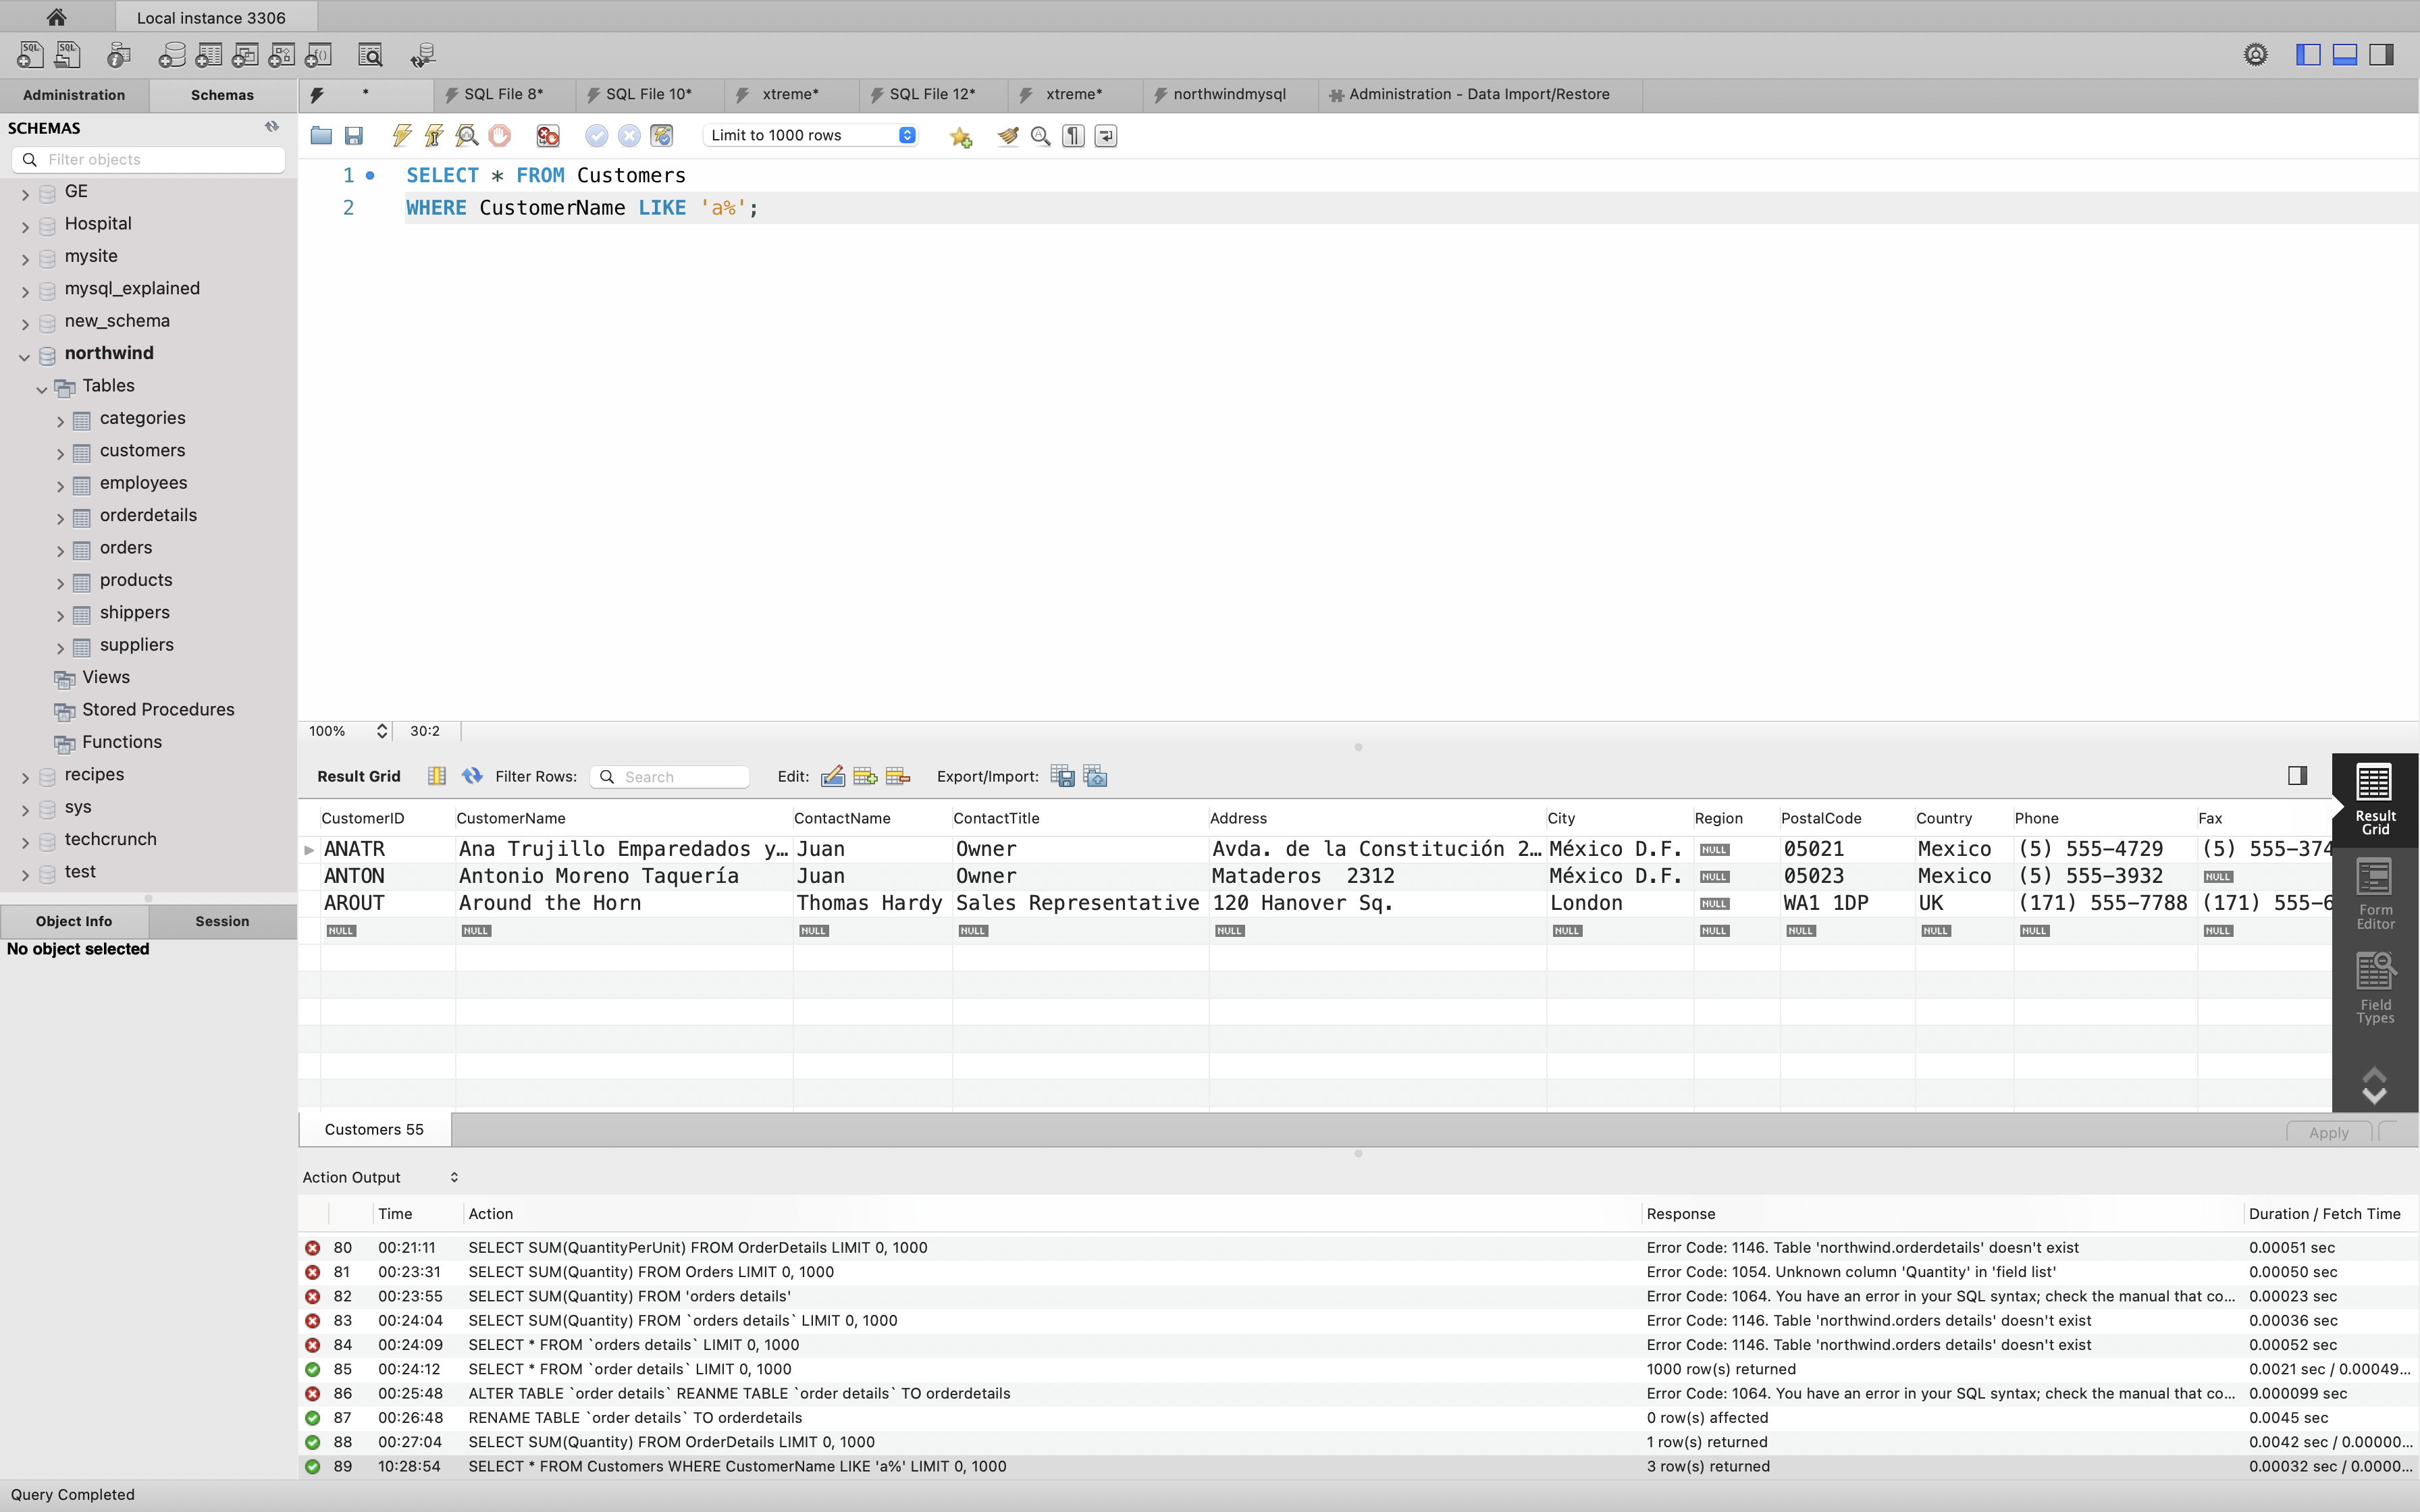 Local instance 3306
SQL SQL
Administration Schemas * SQL File 8* SQL File 10* xtreme* SQL File 12* xtreme* northwindmysql Administration - Data Import/Restore
SCHEMAS
Filter objects
Limit to 1000 rows
1 SELECT * FROM Customers
2 WHERE CustomerName LIKE 'a%';
GE
Hospital
mysite
mysql_explained
new_schema
northwind
Tables
categories
customers
employees
orderdetails
orders
products
shippers
suppliers
Views
Stored Procedures
Functions
recipes
sys
techcrunch
test
Object Info Session
No object selected
100% 30:2
Result Grid Filter Rows: Search Edit: Export/Import:
CustomerID CustomerName ContactName ContactTitle Address City Region PostalCode Country Phone Fax
ANATR Ana Trujillo Emparedados y... Juan Owner Avda. de la Constitución 2... México D.F. NULL 05021 Mexico (5) 555-4729 (5) 555-374
ANTON Antonio Moreno Taquería Juan Owner Mataderos  2312 México D.F. NULL 05023 Mexico (5) 555-3932 NULL
AROUT Around the Horn Thomas Hardy Sales Representative 120 Hanover Sq. London NULL WA1 1DP UK (171) 555-7788 (171) 555-6
NULL NULL NULL NULL NULL NULL NULL NULL NULL NULL NULL
Result
Grid
Form
Editor
Field
Types
Customers 55
Apply
Action Output
Time Action Response Duration / Fetch Time
80 00:21:11 SELECT SUM(QuantityPerUnit) FROM OrderDetails LIMIT 0, 1000 Error Code: 1146. Table 'northwind.orderdetails' doesn't exist 0.00051 sec
81 00:23:31 SELECT SUM(Quantity) FROM Orders LIMIT 0, 1000 Error Code: 1054. Unknown column 'Quantity' in 'field list' 0.00050 sec
82 00:23:55 SELECT SUM(Quantity) FROM 'orders details' Error Code: 1064. You have an error in your SQL syntax; check the manual that co... 0.00023 sec
83 00:24:04 SELECT SUM(Quantity) FROM `orders details` LIMIT 0, 1000 Error Code: 1146. Table 'northwind.orders details' doesn't exist 0.00036 sec
84 00:24:09 SELECT * FROM `orders details` LIMIT 0, 1000 Error Code: 1146. Table 'northwind.orders details' doesn't exist 0.00052 sec
85 00:24:12 SELECT * FROM `order details` LIMIT 0, 1000 1000 row(s) returned 0.0021 sec / 0.00049...
86 00:25:48 ALTER TABLE `order details` REANME TABLE `order details` TO orderdetails Error Code: 1064. You have an error in your SQL syntax; check the manual that co... 0.000099 sec
87 00:26:48 RENAME TABLE `order details` TO orderdetails 0 row(s) affected 0.0045 sec
88 00:27:04 SELECT SUM(Quantity) FROM OrderDetails LIMIT 0, 1000 1 row(s) returned 0.0042 sec / 0.00000...
89 10:28:54 SELECT * FROM Customers WHERE CustomerName LIKE 'a%' LIMIT 0, 1000 3 row(s) returned 0.00032 sec / 0.0000...
Query Completed